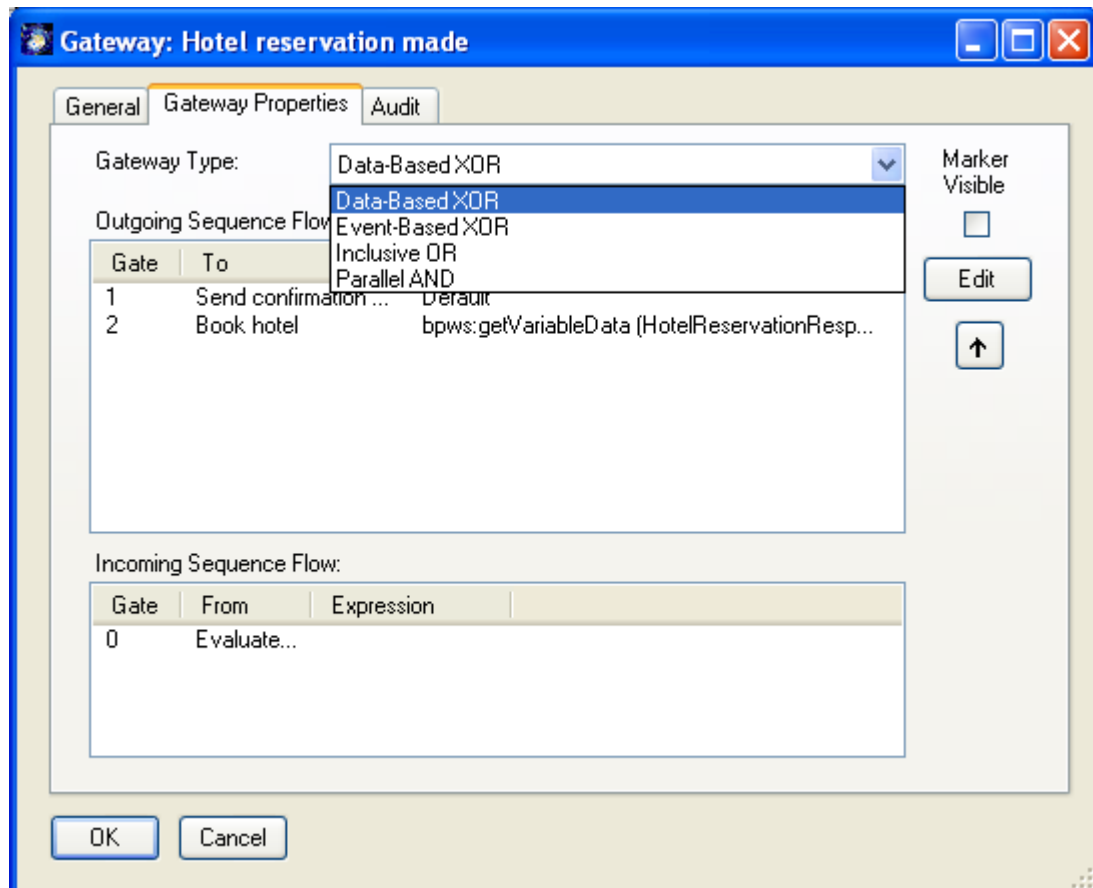 Gateway: Hotel reservation made
General Gateway Properties Audit
Gateway Type: Data-Based XOR
Marker Visible
Data-Based XOR
Event-Based XOR
Inclusive OR
Parallel AND
Outgoing Sequence Flow
Gate To
Edit
1 Send confirmation ... Default
2 Book hotel bpws:getVariableData (HotelReservationResp...
Incoming Sequence Flow:
Gate From Expression
0 Evaluate...
OK Cancel